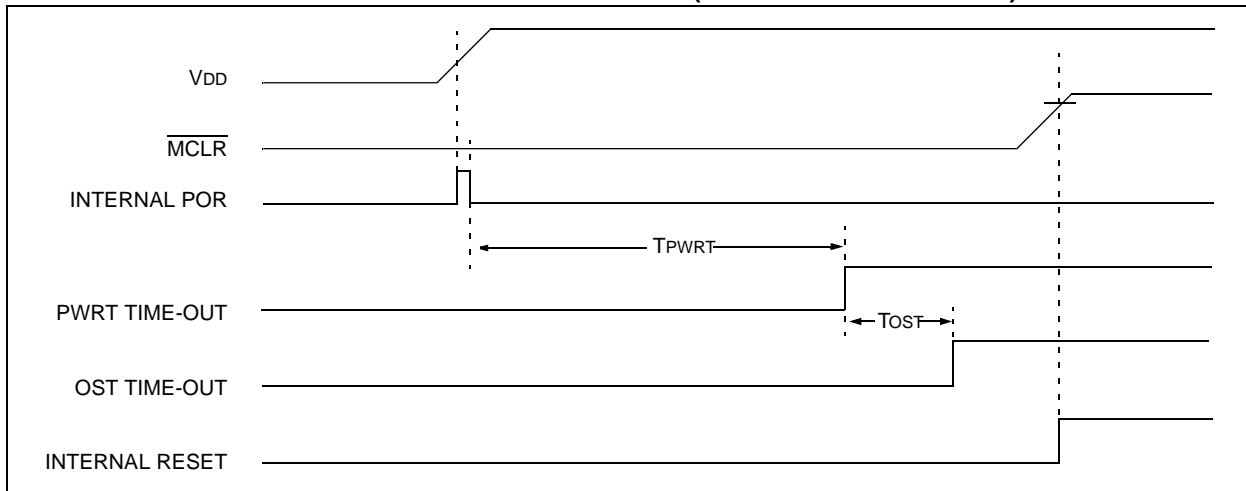 VDD
MCLR
INTERNAL POR
TPWRT
PWRT TIME-OUT
TOST
OST TIME-OUT
INTERNAL RESET